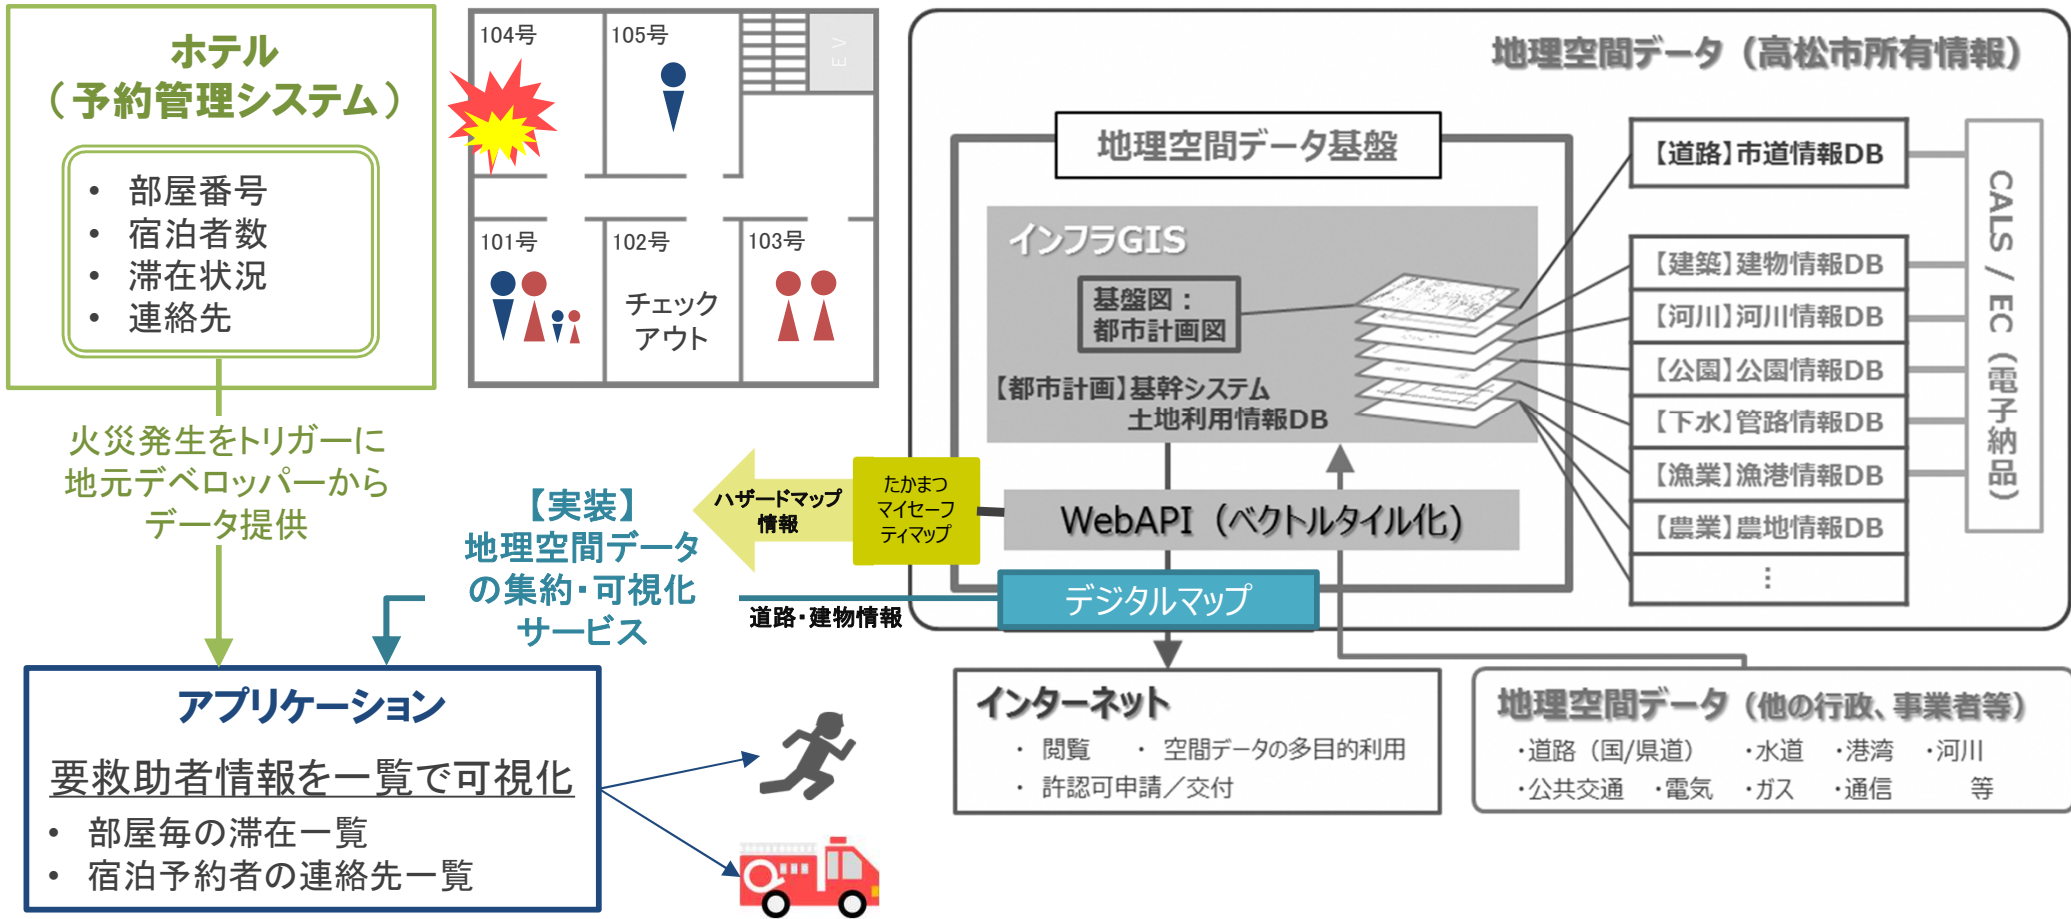 ホテル
（予約管理システム）
• 部屋番号
• 宿泊者数
• 滞在状況
• 連絡先
火災発生をトリガーに
地元デベロッパーから
データ提供
104号
105号
EV
101号
102号
103号
チェック
アウト
地理空間データ（高松市所有情報）
地理空間データ基盤
インフラGIS
基盤図：
都市計画図
【都市計画】基幹システム
土地利用情報DB
【道路】市道情報DB
【建築】建物情報DB
【河川】河川情報DB
【公園】公園情報DB
【下水】管路情報DB
【漁業】漁港情報DB
【農業】農地情報DB
⋮
CALS / EC（電子納品）
WebAPI（ベクトルタイル化）
たかまつ
マイセーフ
ティマップ
ハザードマップ
情報
【実装】
地理空間データ
の集約・可視化
サービス
デジタルマップ
道路・建物情報
アプリケーション
要救助者情報を一覧で可視化
• 部屋毎の滞在一覧
• 宿泊予約者の連絡先一覧
インターネット
・ 閲覧 ・ 空間データの多目的利用
・ 許認可申請／交付
地理空間データ（他の行政、事業者等）
・道路（国/県道） ・水道 ・港湾 ・河川
・公共交通 ・電気 ・ガス ・通信 等